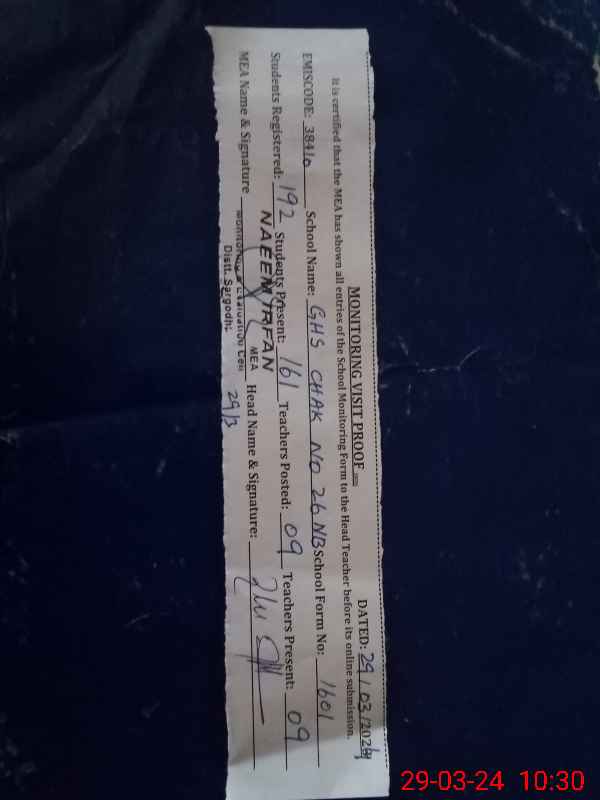 MONITORING VISIT PROOF DATED: 29/03/2024
It is certified that the MEA has shown all entries of the School Monitoring Form to the Head Teacher before its online submission.
EMISCODE: 38410 School Name: GHS CHAK NO 26 NB School Form No: 1601
Students Registered: 192 Students Present: 161 Teachers Posted: 09 Teachers Present: 09
NAEEM IRFAN
MEA Name & Signature MEA Head Name & Signature:
Monitoring & Evaluation Cell
Distt. Sargodha
29/3
29-03-24 10:30